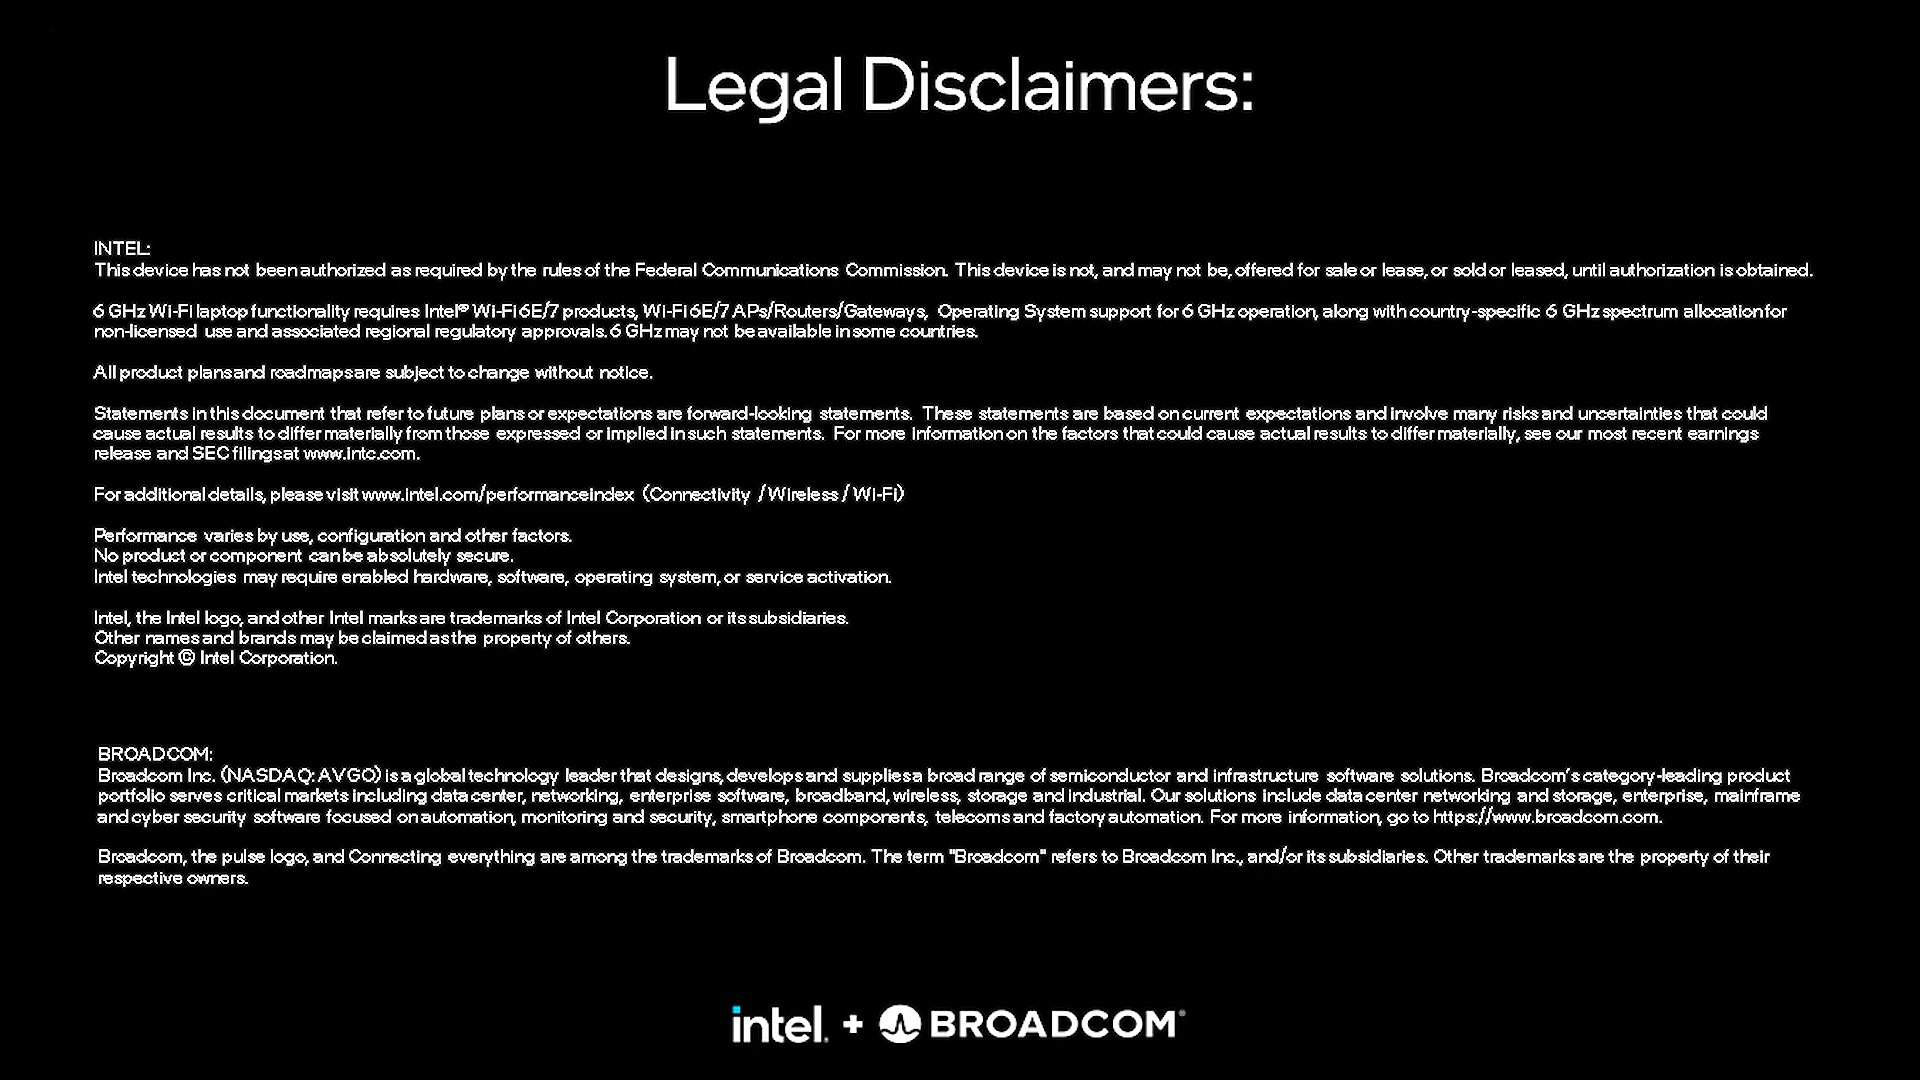 Legal Disclaimers:
INTEL:
This device has not been authorized as required by the rules of the Federal Communications Commission. This device is not, and may not be, offered for sale or lease, or sold or leased, until authorization is obtained.
6 GHz Wi-Fi laptop functionality requires Intel® Wi-Fi 6E/7 products, Wi-Fi 6E/7 APs/Routers/Gateways, Operating System support for 6 GHz operation, along with country-specific 6 GHz spectrum allocation for
non-licensed use and associated regional regulatory approvals. 6 GHz may not be available in some countries.
All product plans and roadmaps are subject to change without notice.
Statements in this document that refer to future plans or expectations are forward-looking statements. These statements are based on current expectations and involve many risks and uncertainties that could
cause actual results to differ materially from those expressed or implied in such statements. For more information on the factors that could cause actual results to differ materially, see our most recent earnings
release and SEC filings at www.intc.com.
For additional details, please visit www.intel.com/performanceindex (Connectivity / Wireless / Wi-Fi)
Performance varies by use, configuration and other factors.
No product or component can be absolutely secure.
Intel technologies may require enabled hardware, software, operating system, or service activation.
Intel, the Intel logo, and other Intel marks are trademarks of Intel Corporation or its subsidiaries.
Other names and brands may be claimed as the property of others.
Copyright © Intel Corporation.
BROADCOM:
Broadcom Inc. (NASDAQ: AVGO) is a global technology leader that designs, develops and supplies a broad range of semiconductor and infrastructure software solutions. Broadcom's category-leading product
portfolio serves critical markets including data center, networking, enterprise software, broadband, wireless, storage and industrial. Our solutions include data center networking and storage, enterprise, mainframe
and cyber security software focused on automation, monitoring and security, smartphone components, telecoms and factory automation. For more information, go to https://www.broadcom.com.
Broadcom, the pulse logo, and Connecting everything are among the trademarks of Broadcom. The term "Broadcom" refers to Broadcom Inc., and/or its subsidiaries. Other trademarks are the property of their
respective owners.
intel. + BROADCOM®